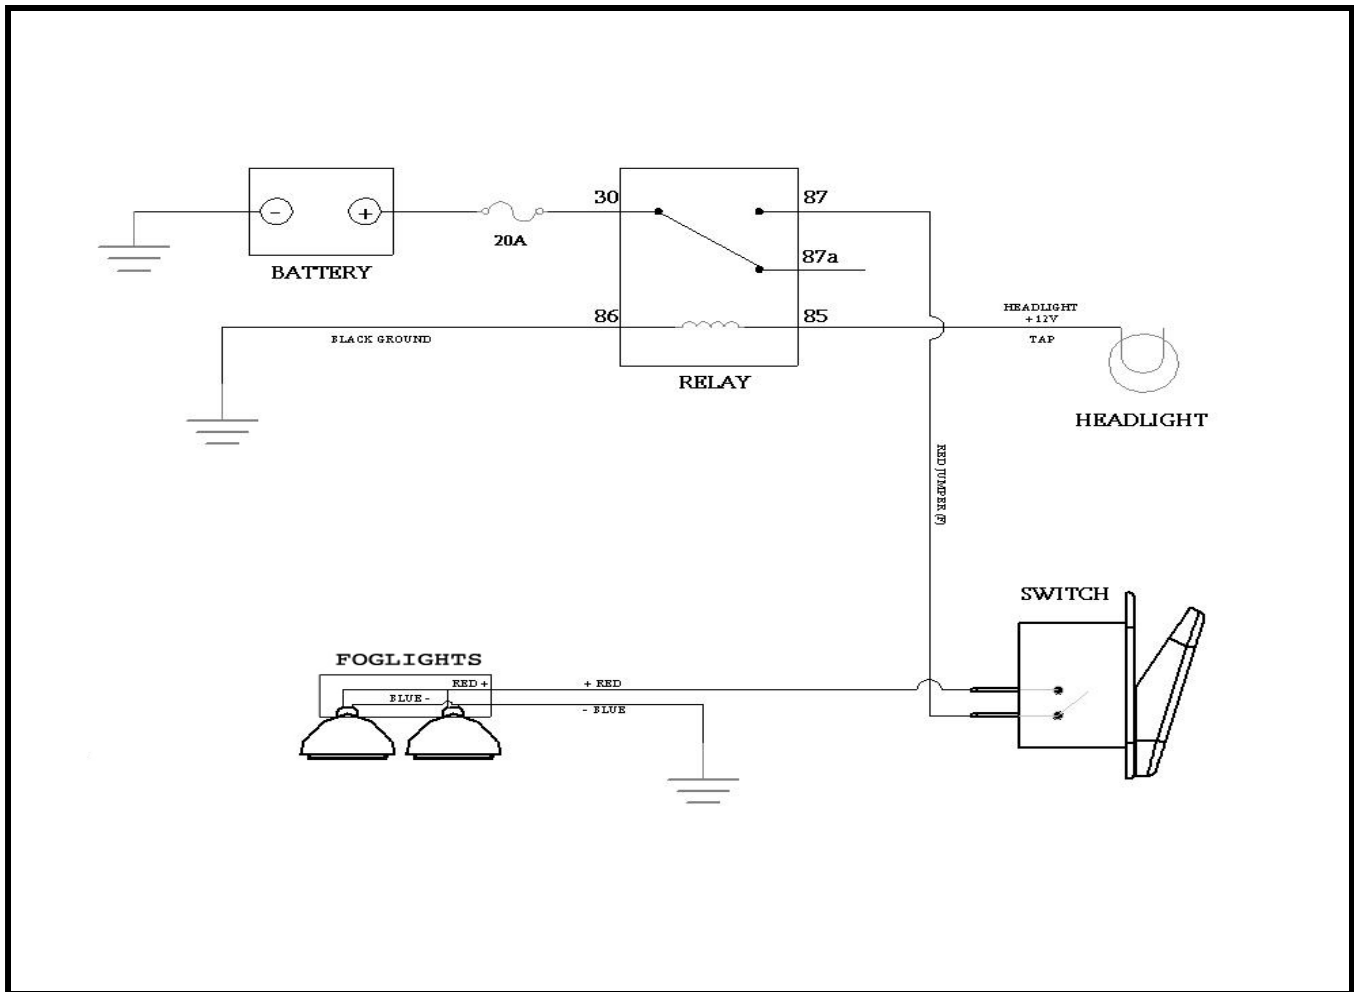 30
87
-
+
20A
87a
BATTERY
HEADLIGHT
+12V
86
85
BLACK GROUND
TAP
RELAY
HEADLIGHT
RED JUMPER (F)
SWITCH
FOGLIGHTS
RED +
+ RED
BLUE -
- BLUE